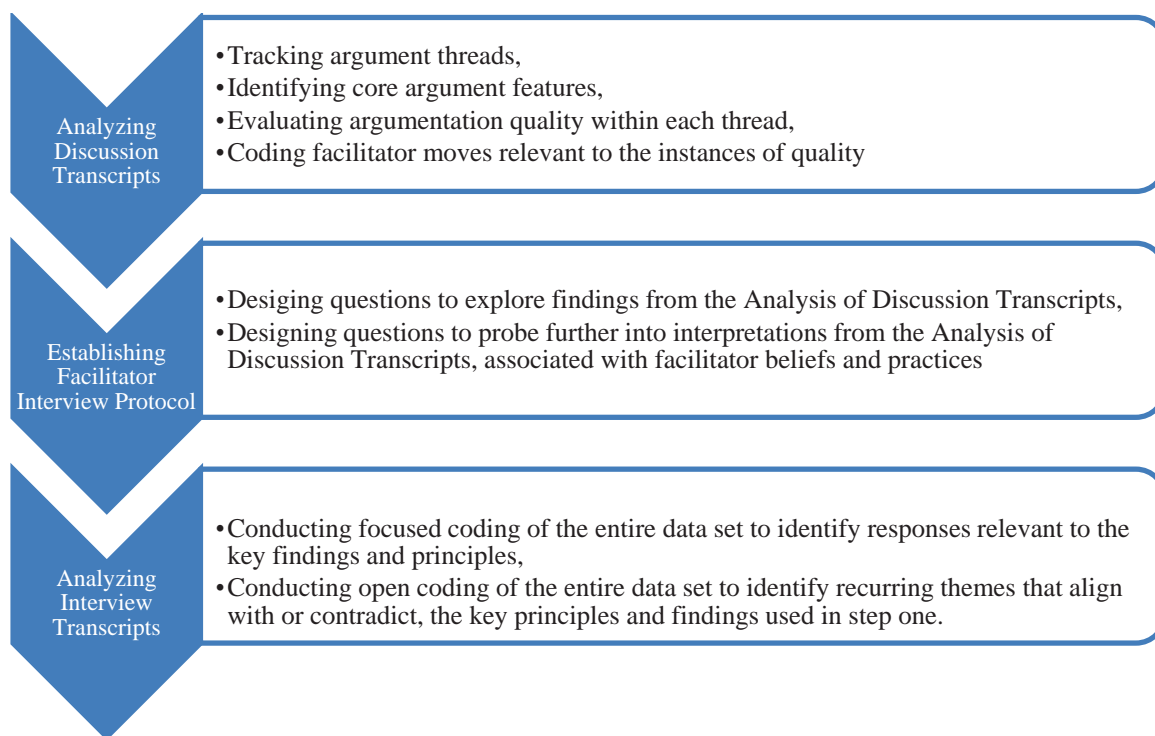 Analyzing
Discussion
Transcripts
•Tracking argument threads,
•Identifying core argument features,
•Evaluating argumentation quality within each thread,
•Coding facilitator moves relevant to the instances of quality
Establishing
Facilitator
Interview Protocol
•Desiging questions to explore findings from the Analysis of Discussion Transcripts,
•Designing questions to probe further into interpretations from the Analysis of
Discussion Transcripts, associated with facilitator beliefs and practices
Analyzing
Interview
Transcripts
•Conducting focused coding of the entire data set to identify responses relevant to the
key findings and principles,
•Conducting open coding of the entire data set to identify recurring themes that align
with or contradict, the key principles and findings used in step one.